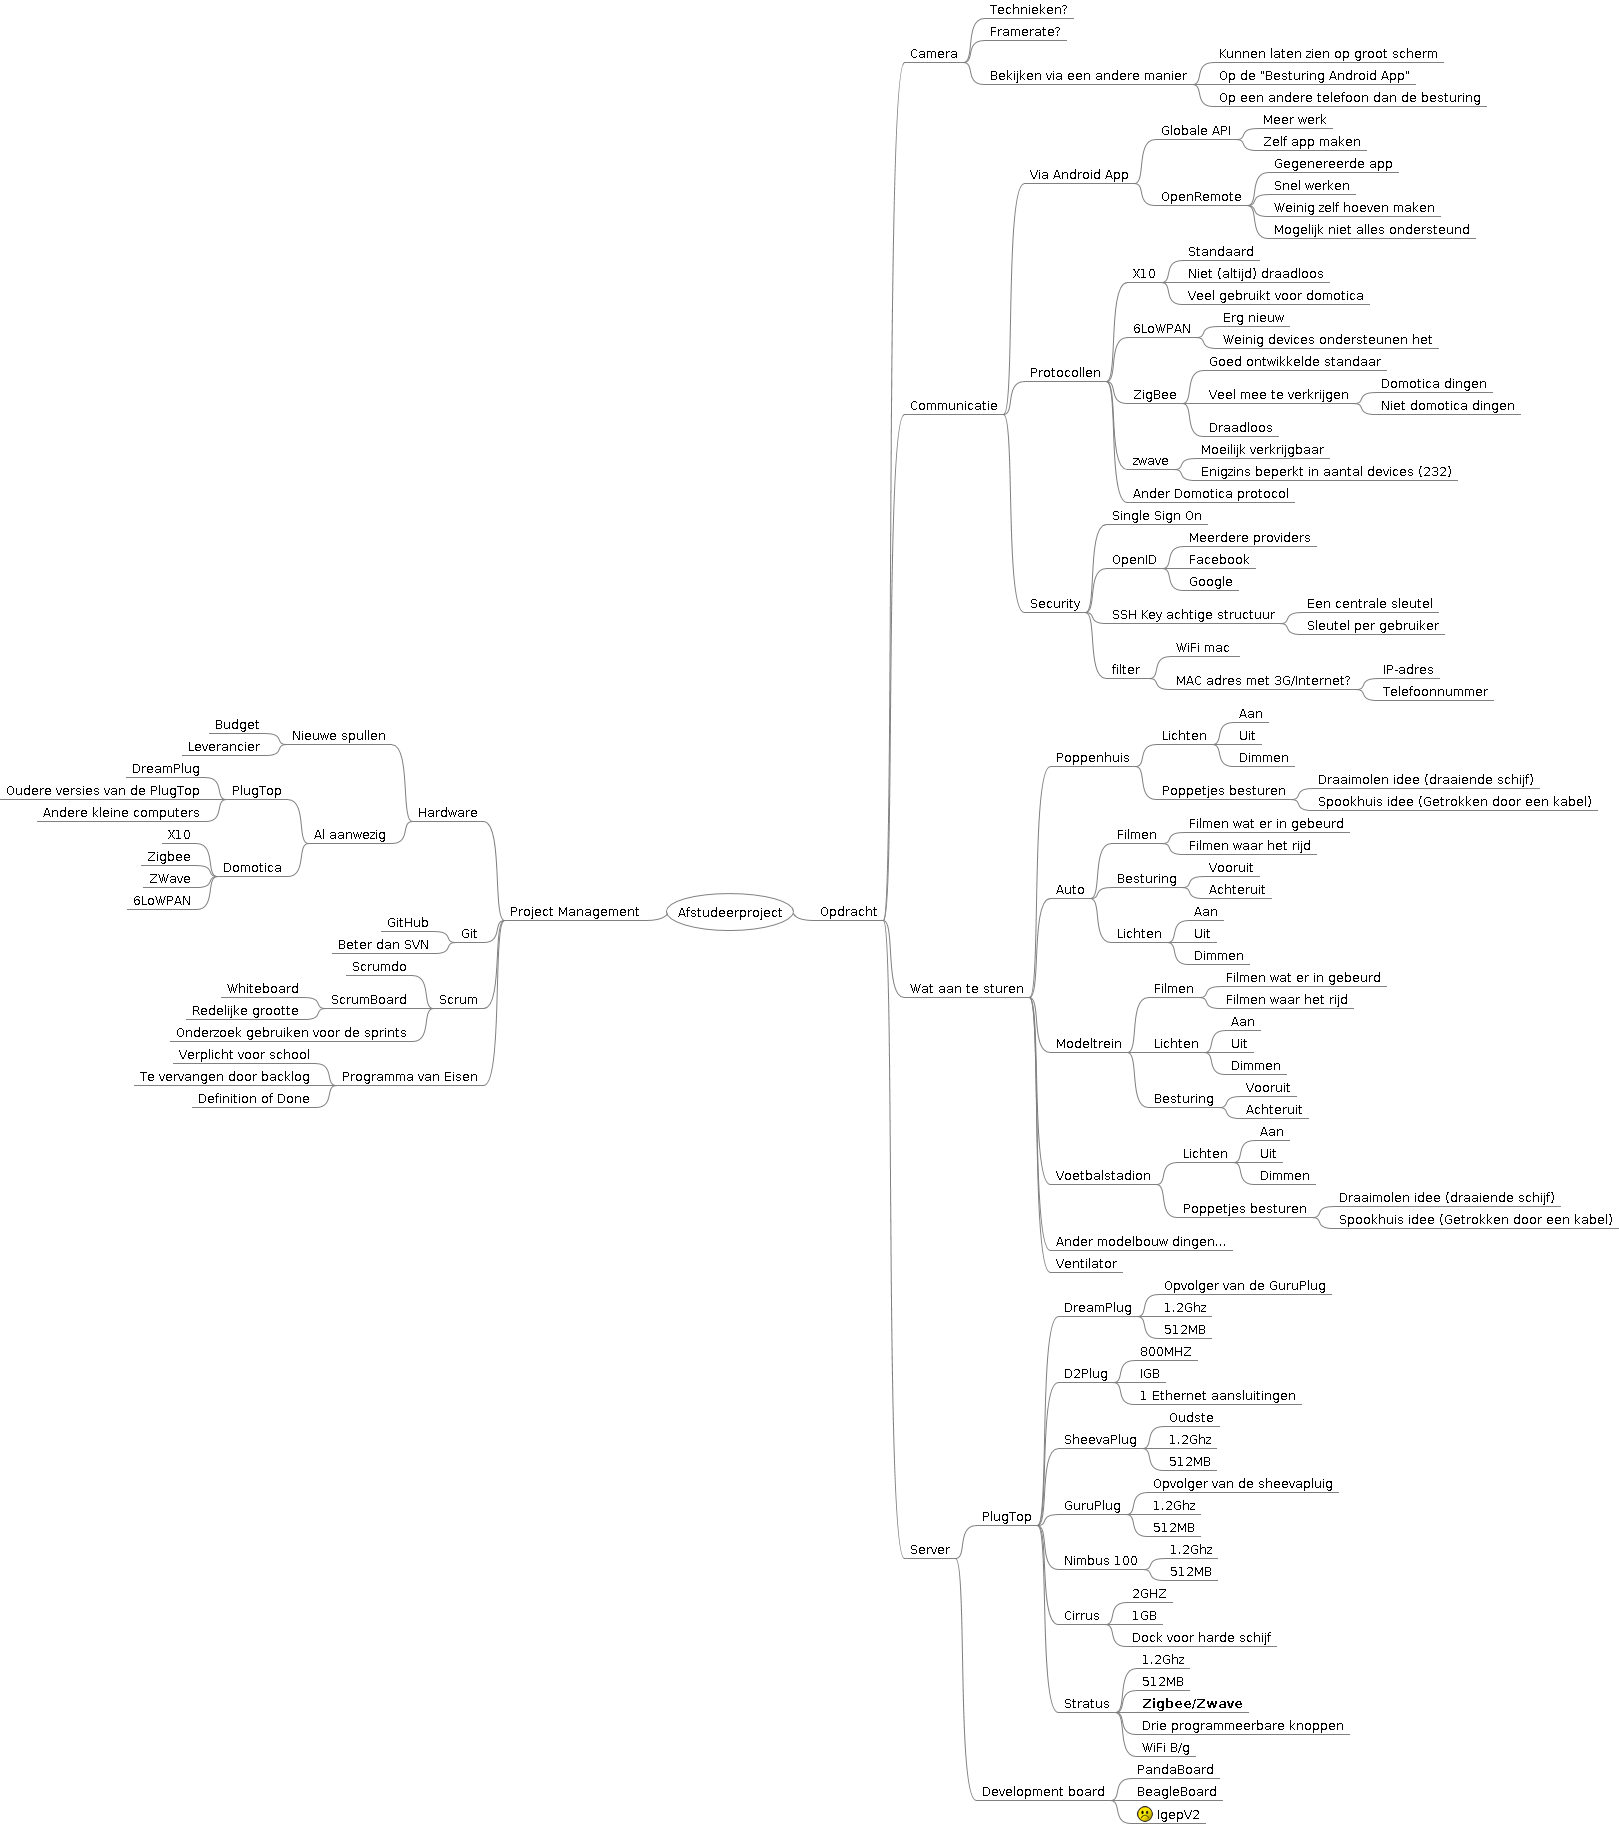 Afstudeerproject
Project Management
Hardware
Nieuwe spullen
Budget
Leverancier
Al aanwezig
PlugTop
DreamPlug
Oudere versies van de PlugTop
Andere kleine computers
Domotica
X10
Zigbee
ZWave
6LoWPAN
Git
GitHub
Beter dan SVN
Scrum
Scrumdo
ScrumBoard
Whiteboard
Redelijke grootte
Onderzoek gebruiken voor de sprints
Programma van Eisen
Verplicht voor school
Te vervangen door backlog
Definition of Done
Opdracht
Camera
Technieken?
Framerate?
Bekijken via een andere manier
Kunnen laten zien op groot scherm
Op de "Besturing Android App"
Op een andere telefoon dan de besturing
Communicatie
Via Android App
Globale API
Meer werk
Zelf app maken
OpenRemote
Gegenereerde app
Snel werken
Weinig zelf hoeven maken
Mogelijk niet alles ondersteund
Protocollen
X10
Standaard
Niet (altijd) draadloos
Veel gebruikt voor domotica
6LoWPAN
Erg nieuw
Weinig devices ondersteunen het
ZigBee
Goed ontwikkelde standaar
Veel mee te verkrijgen
Domotica dingen
Niet domotica dingen
Draadloos
zwave
Moeilijk verkrijgbaar
Enigzins beperkt in aantal devices (232)
Ander Domotica protocol
Security
Single Sign On
OpenID
Meerdere providers
Facebook
Google
SSH Key achtige structuur
Een centrale sleutel
Sleutel per gebruiker
filter
WiFi mac
MAC adres met 3G/Internet?
IP-adres
Telefoonnummer
Wat aan te sturen
Poppenhuis
Lichten
Aan
Uit
Dimmen
Poppetjes besturen
Draaimolen idee (draaiende schijf)
Spookhuis idee (Getrokken door een kabel)
Auto
Filmen
Filmen wat er in gebeurd
Filmen waar het rijd
Besturing
Vooruit
Achteruit
Lichten
Aan
Uit
Dimmen
Modeltrein
Filmen
Filmen wat er in gebeurd
Filmen waar het rijd
Lichten
Aan
Uit
Dimmen
Besturing
Vooruit
Achteruit
Voetbalstadion
Lichten
Aan
Uit
Dimmen
Poppetjes besturen
Draaimolen idee (draaiende schijf)
Spookhuis idee (Getrokken door een kabel)
Ander modelbouw dingen...
Ventilator
Server
PlugTop
DreamPlug
Opvolger van de GuruPlug
1.2Ghz
512MB
D2Plug
800MHZ
IGB
1 Ethernet aansluitingen
SheevaPlug
Oudste
1.2Ghz
512MB
GuruPlug
Opvolger van de sheevapluig
1.2Ghz
512MB
Nimbus 100
1.2Ghz
512MB
Cirrus
2GHZ
1GB
Dock voor harde schijf
Stratus
1.2Ghz
512MB
Zigbee/Zwave
Drie programmeerbare knoppen
WiFi B/g
Development board
PandaBoard
BeagleBoard
IgepV2